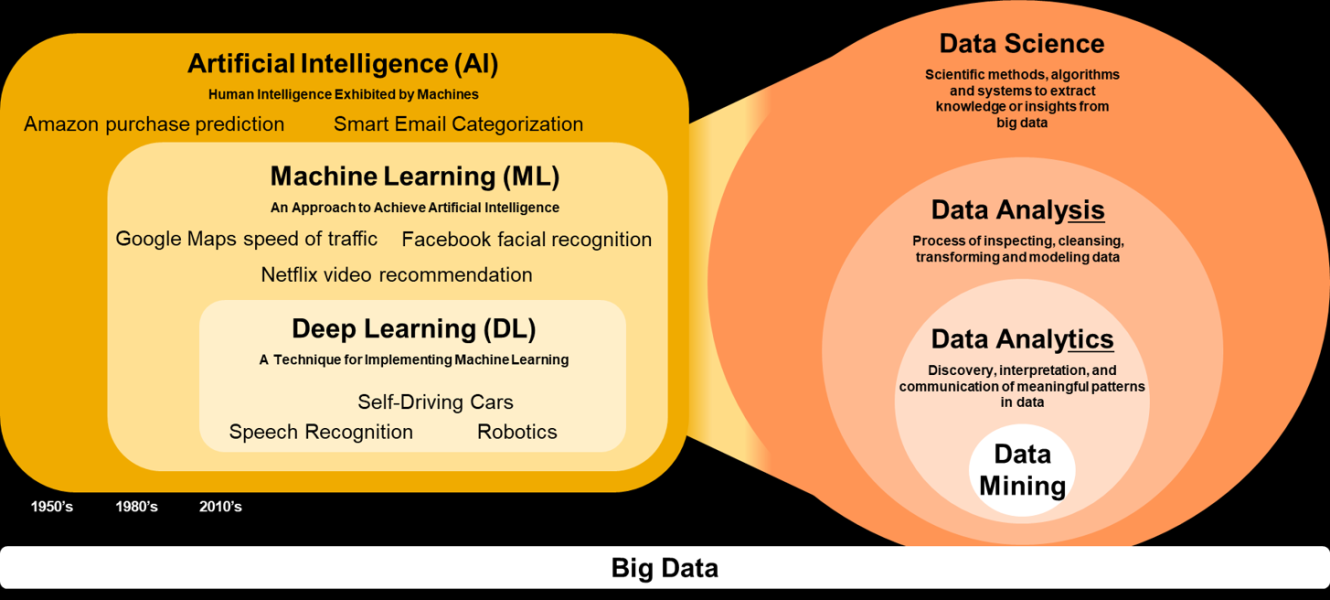 Artificial Intelligence (AI)
Human Intelligence Exhibited by Machines
Amazon purchase prediction
Smart Email Categorization
Machine Learning (ML)
An Approach to Achieve Artificial Intelligence
Google Maps speed of traffic
Facebook facial recognition
Netflix video recommendation
Deep Learning (DL)
A Technique for Implementing Machine Learning
Self-Driving Cars
Speech Recognition
Robotics
1950's
1980's
2010's
Data Science
Scientific methods, algorithms
and systems to extract
knowledge or insights from
big data
Data Analysis
Process of inspecting, cleansing,
transforming and modeling data
Data Analytics
Discovery, interpretation, and
communication of meaningful patterns
in data
Data
Mining
Big Data